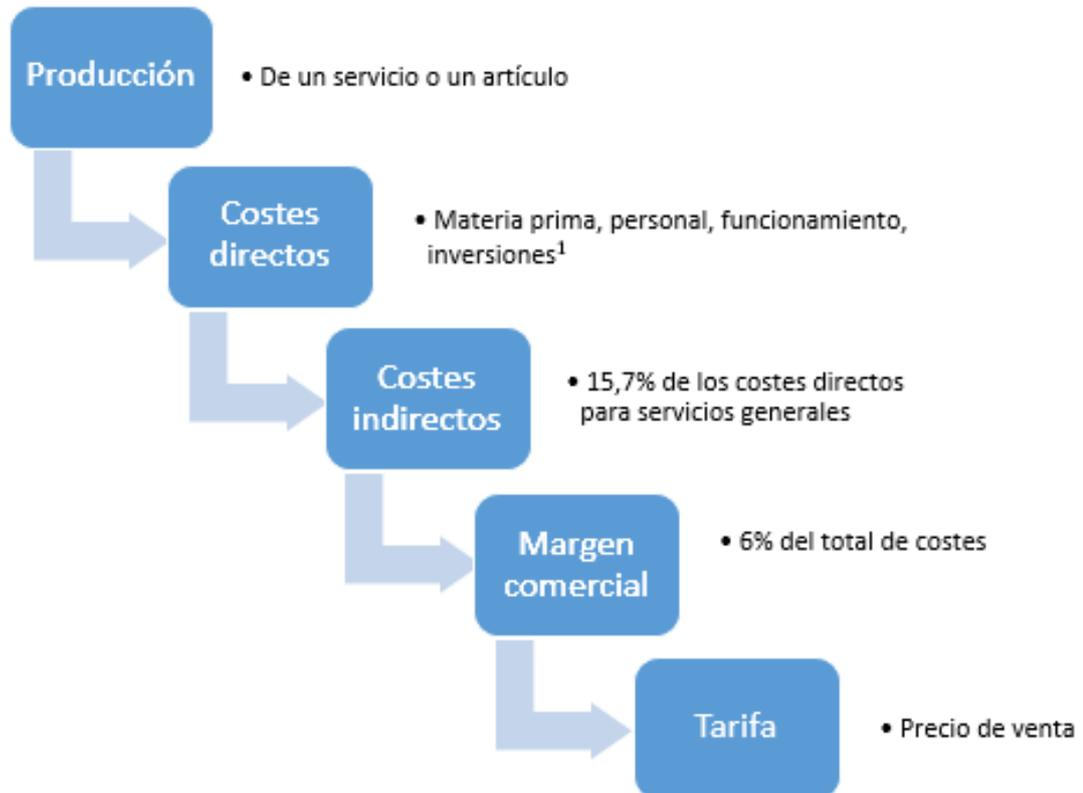 Producción
• De un servicio o un artículo
Costes
directos
• Materia prima, personal, funcionamiento,
inversiones¹
Costes
indirectos
• 15,7% de los costes directos
para servicios generales
Margen
comercial
• 6% del total de costes
Tarifa
• Precio de venta